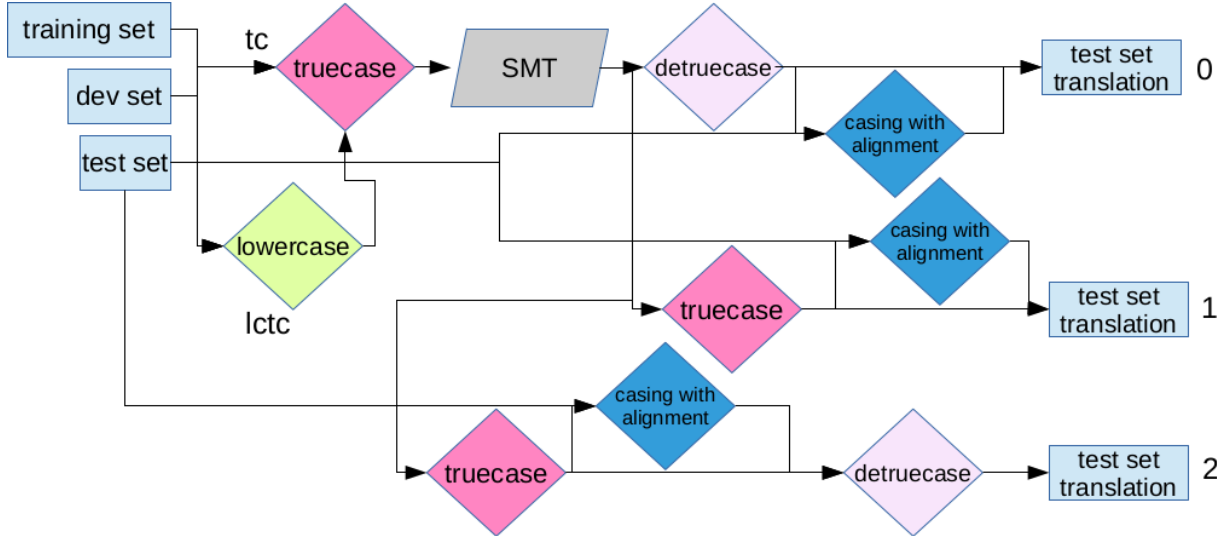 training set
tc
truecase
SMT
detruecase
test set
translation
0
dev set
casing with
alignment
test set
lowercase
lctc
casing with
alignment
truecase
test set
translation
1
casing with
alignment
truecase
detruecase
test set
translation
2